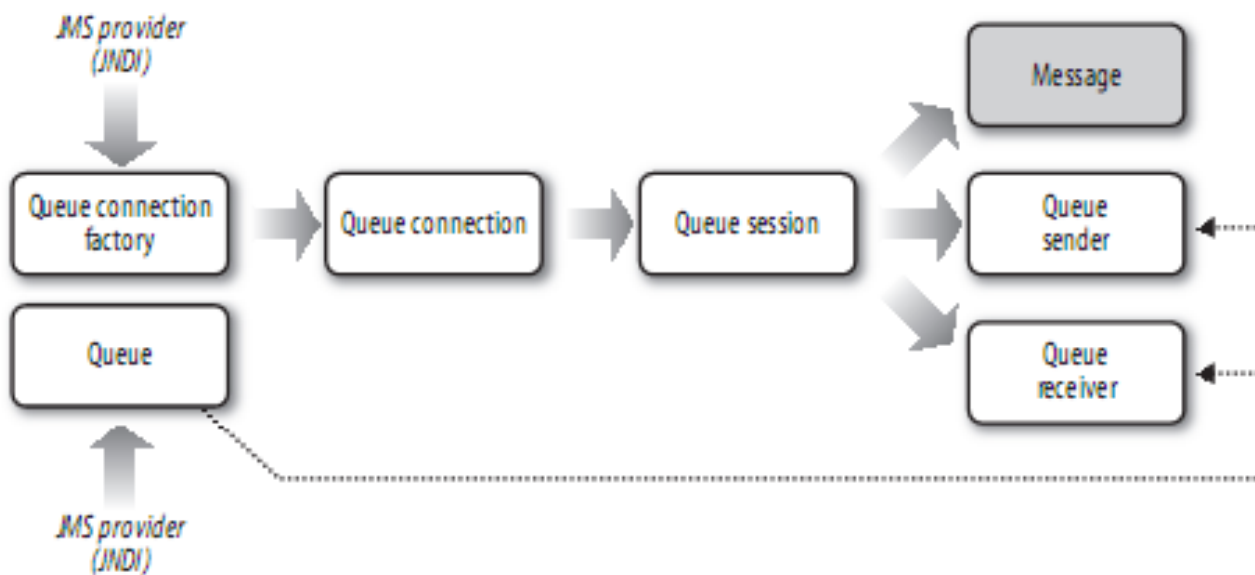 JMS provider
(JNDI)
Message
Queue connection
factory
Queue connection
Queue session
Queue
sender
Queue
Queue
receiver
JMS provider
(JNDI)